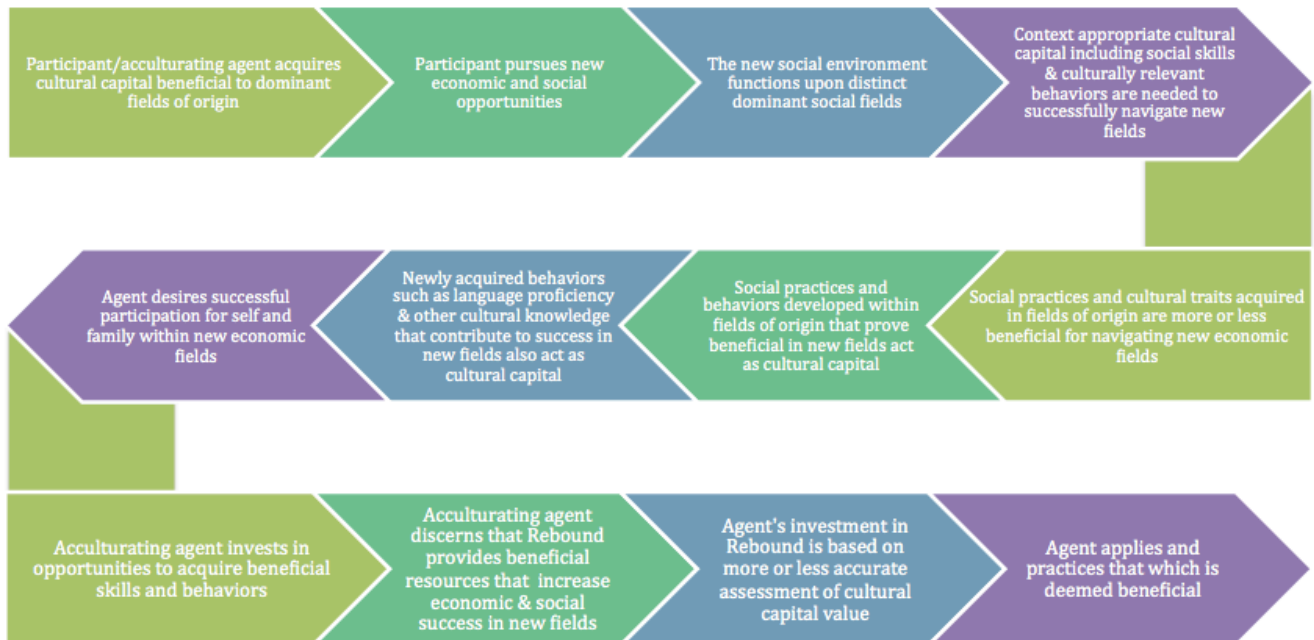 Participant/acculturating agent acquires
cultural capital beneficial to dominant
fields of origin
Participant pursues new
economic and social
opportunities
The new social environment
functions upon distinct
dominant social fields
Context appropriate cultural
capital including social skills
& culturally relevant
behaviors are needed to
successfully navigate new
fields
Social practices and cultural traits acquired
in fields of origin are more or less
beneficial for navigating new economic
fields
Social practices and
behaviors developed within
fields of origin that prove
beneficial in new fields act
as cultural capital
Newly acquired behaviors
such as language proficiency
& other cultural knowledge
that contribute to success in
new fields also act as
cultural capital
Agent desires successful
participation for self and
family within new economic
fields
Acculturating agent invests in
opportunities to acquire beneficial
skills and behaviors
Acculturating agent
discerns that Rebound
provides beneficial
resources that increase
economic & social
success in new fields
Agent's investment in
Rebound is based on
more or less accurate
assessment of cultural
capital value
Agent applies and
practices that which is
deemed beneficial